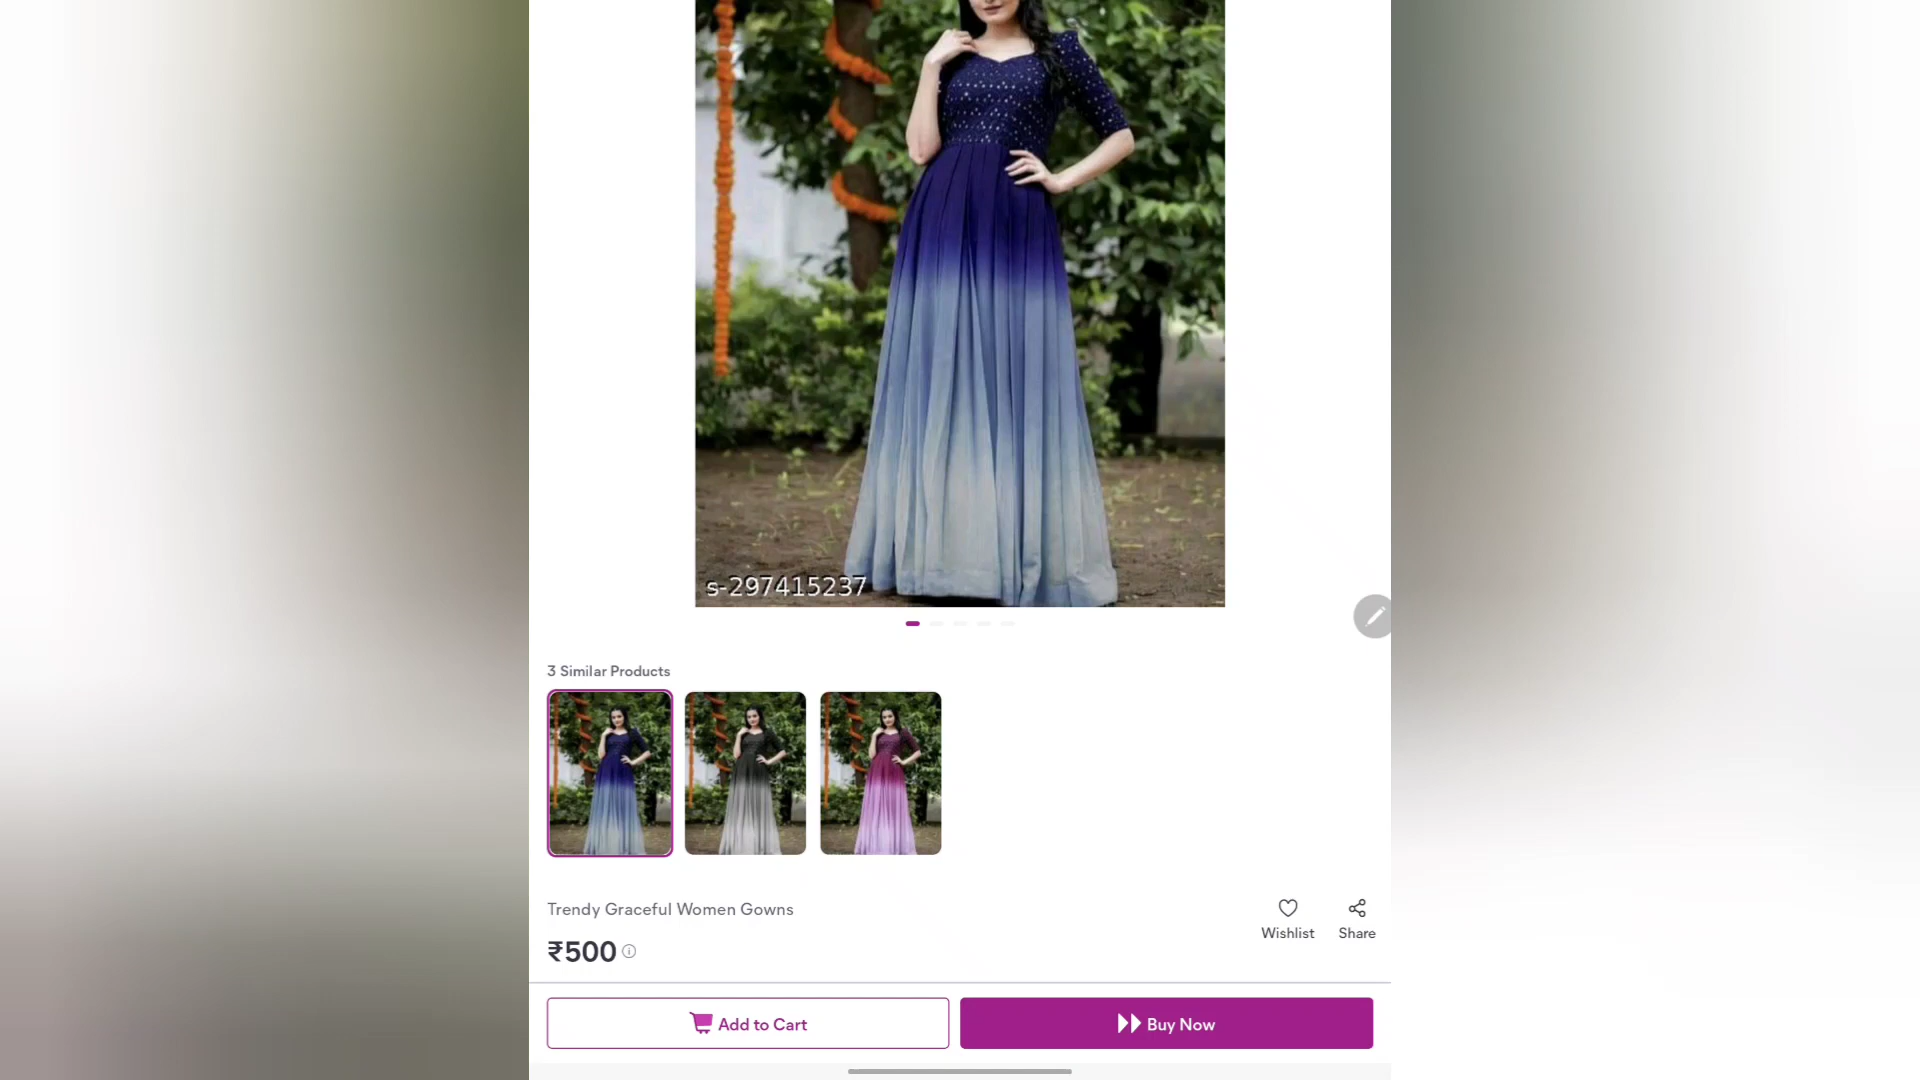 s-297415237
3 Similar Products
Trendy Graceful Women Gowns
Wishlist
Share
₹500
Add to Cart
Buy Now